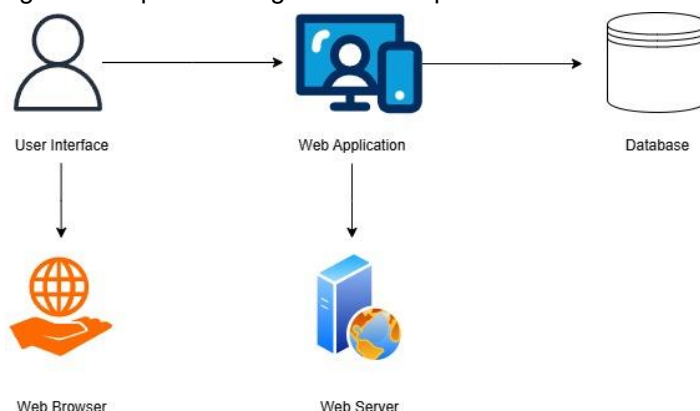 User Interface
Web Application
Database
Web Browser
Web Server